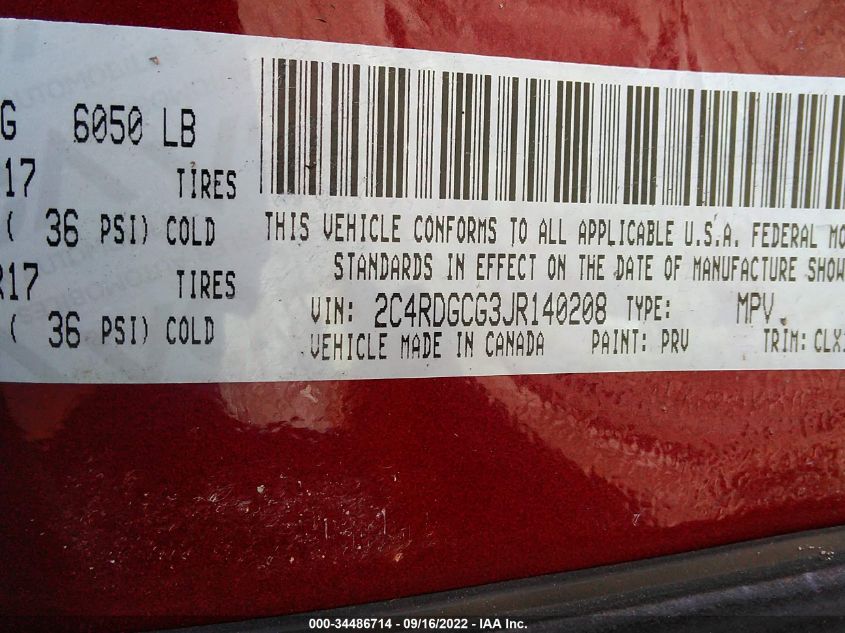 G 6050 LB
17 TIRES
( 36 PSI) COLD
R17 TIRES
( 36 PSI) COLD
THIS VEHICLE CONFORMS TO ALL APPLICABLE U.S.A. FEDERAL MO
STANDARDS IN EFFECT ON THE DATE OF MANUFACTURE SHOW
VIN: 2C4RDGCG3JR140208 TYPE: MPV
VEHICLE MADE IN CANADA PAINT: PRV TRIM: CLX
000-34486714 - 09/16/2022 - IAA Inc.